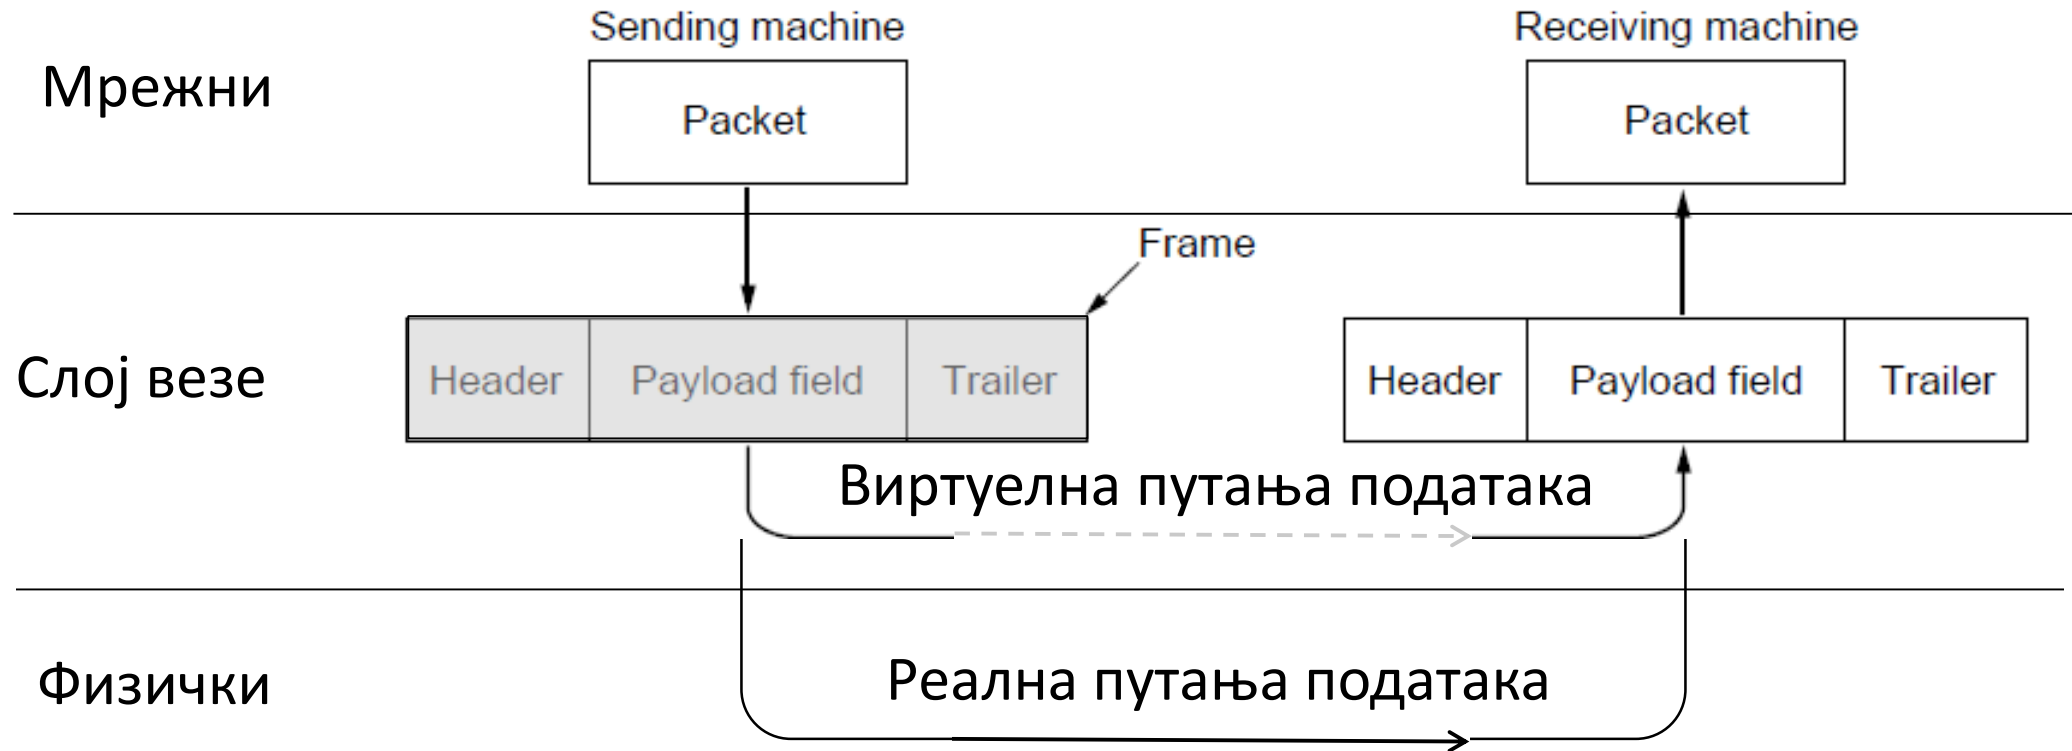 Sending machine
Receiving machine
Мрежни
Packet
Packet
Frame
Слој везе
Header
Payload field
Trailer
Header
Payload field
Trailer
Виртуелна путања података
Физички
Реална путања података